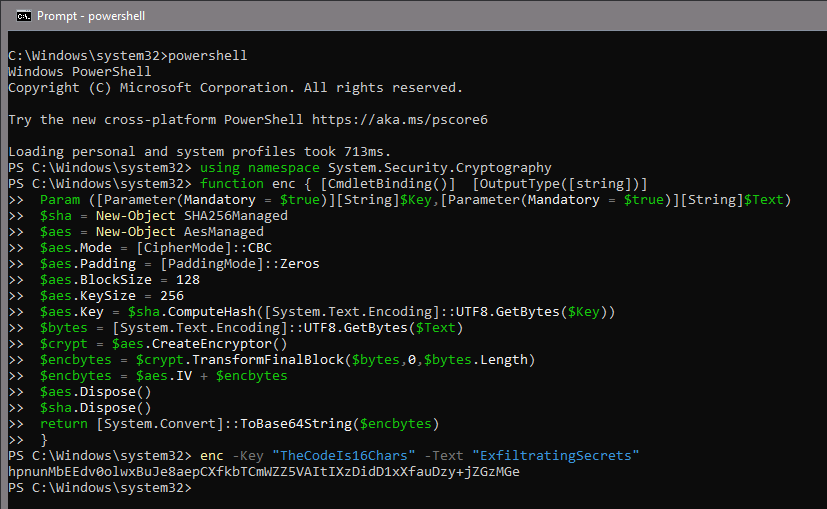 Prompt - powershell
C:\Windows\system32>powershell
Windows PowerShell
Copyright (C) Microsoft Corporation. All rights reserved.
Try the new cross-platform PowerShell https://aka.ms/pscore6
Loading personal and system profiles took 713ms.
PS C:\Windows\system32> using namespace System.Security.Cryptography
PS C:\Windows\system32> function enc { [CmdletBinding()]  [OutputType([string])]
>>  Param ([Parameter(Mandatory = $true)][String]$Key,[Parameter(Mandatory = $true)][String]$Text)
>>  $sha = New-Object SHA256Managed
>>  $aes = New-Object AesManaged
>>  $aes.Mode = [CipherMode]::CBC
>>  $aes.Padding = [PaddingMode]::Zeros
>>  $aes.BlockSize = 128
>>  $aes.KeySize = 256
>>  $aes.Key = $sha.ComputeHash([System.Text.Encoding]::UTF8.GetBytes($Key))
>>  $bytes = [System.Text.Encoding]::UTF8.GetBytes($Text)
>>  $crypt = $aes.CreateEncryptor()
>>  $encbytes = $crypt.TransformFinalBlock($bytes,0,$bytes.Length)
>>  $encbytes = $aes.IV + $encbytes
>>  $aes.Dispose()
>>  $sha.Dispose()
>>  return [System.Convert]::ToBase64String($encbytes)
>>  }
PS C:\Windows\system32> enc -Key "TheCodeIs16Chars" -Text "ExfiltratingSecrets"
hpnunMbEEdv0olwxBuJe8aepCXfkbTCmWZZ5VAItIXzDidD1xXfauDzy+jZGzMGe
PS C:\Windows\system32>